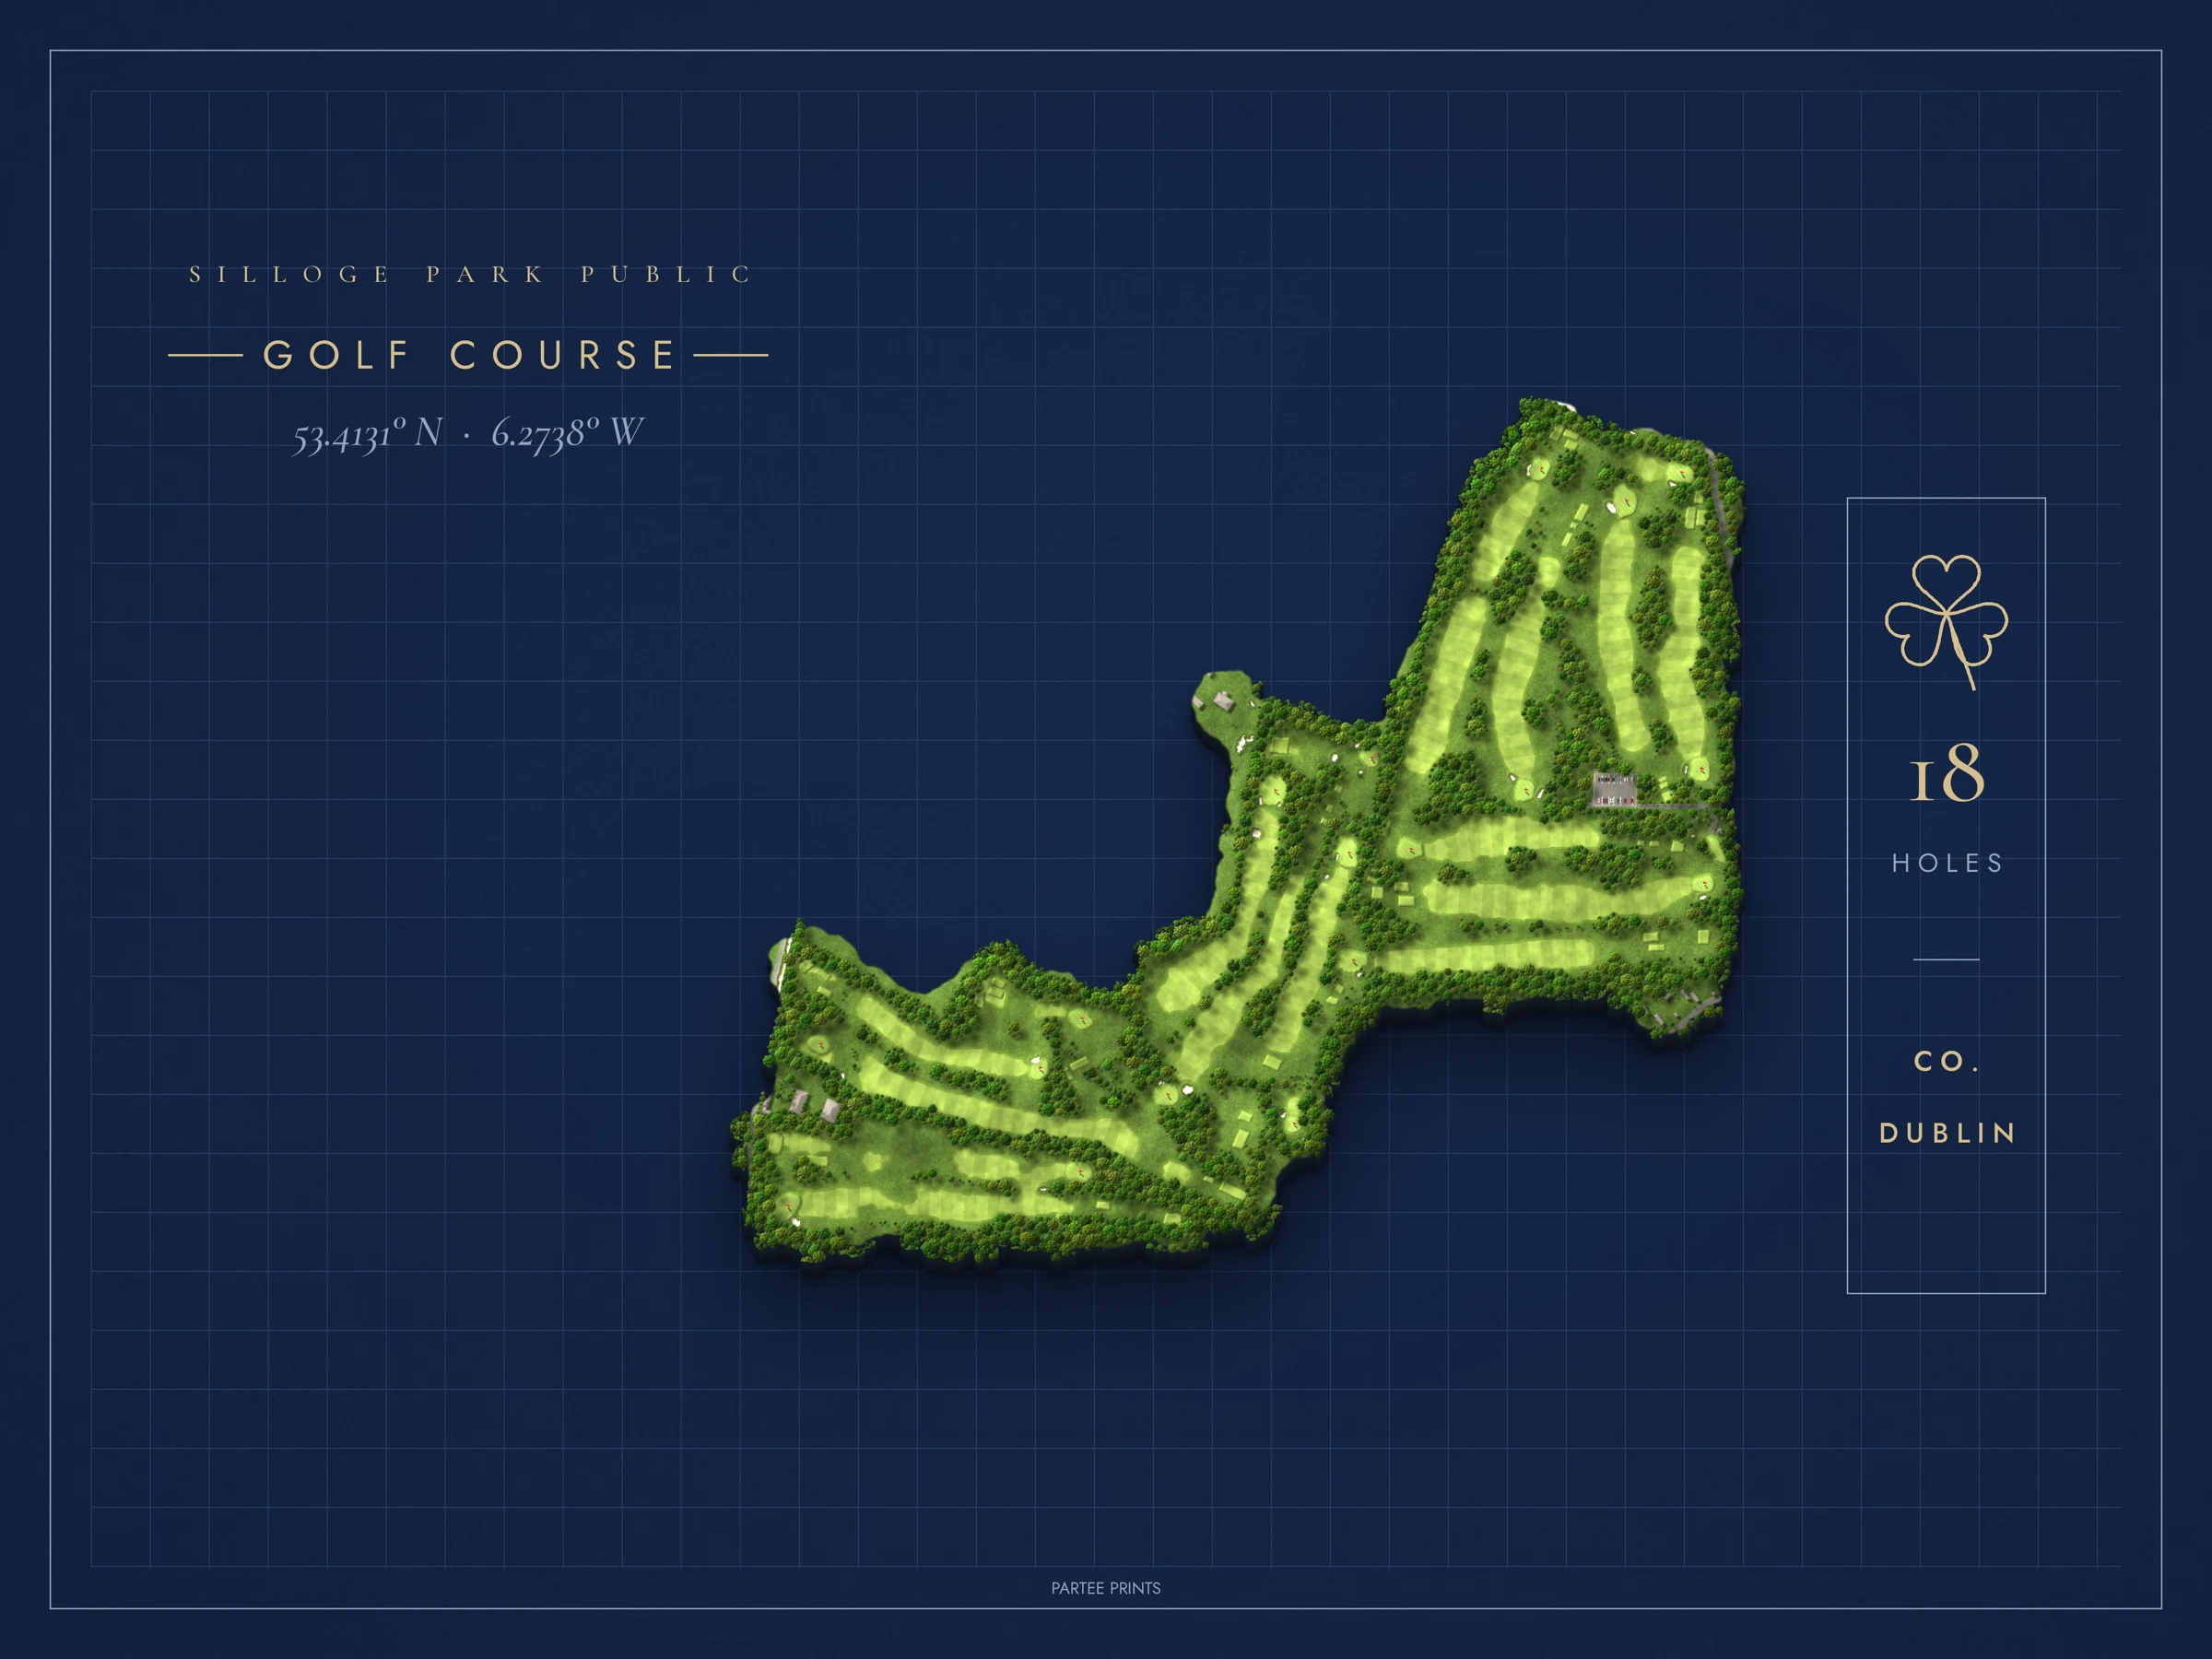 SILLOGE PARK PUBLIC
GOLF COURSE
53.4131° N · 6.2738° W
18
HOLES
CO.
DUBLIN
PARTEE PRINTS